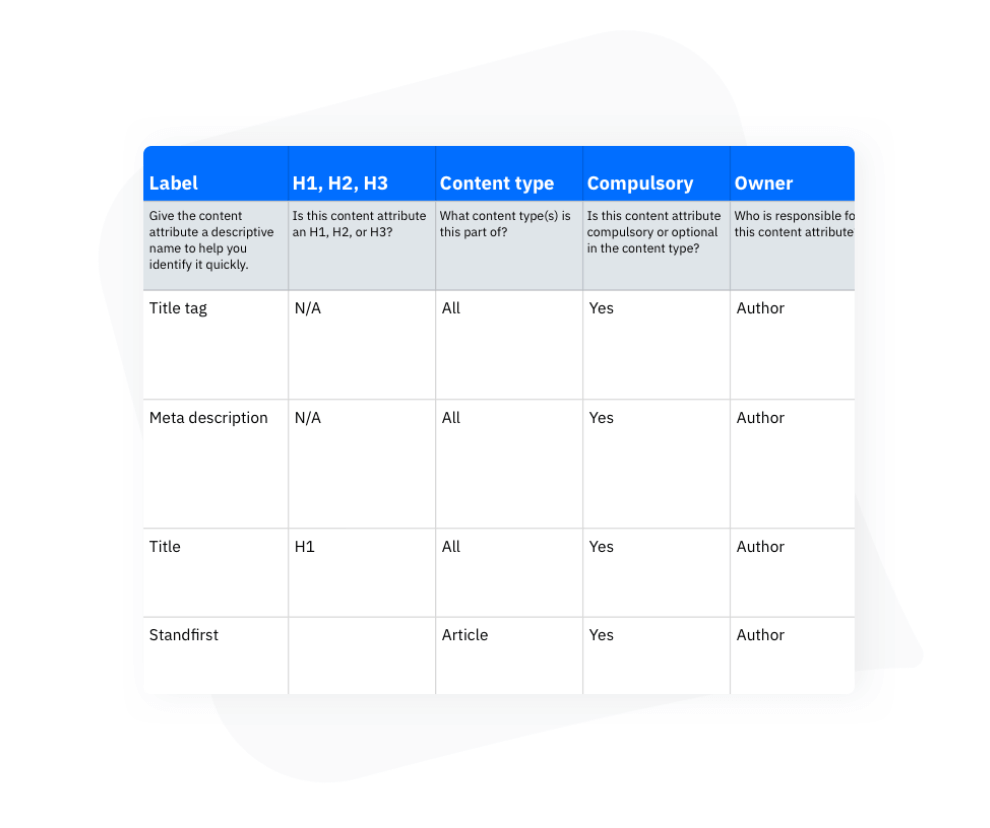 Label H1, H2, H3 Content type Compulsory Owner
Give the content Is this content attribute What content type(s) is Is this content attribute Who is responsible fo
attribute a descriptive an H1, H2, or H3? this part of? compulsory or optional this content attribute
name to help you in the content type?
identify it quickly.
Title tag N/A All Yes Author
Meta description N/A All Yes Author
Title H1 All Yes Author
Standfirst Article Yes Author